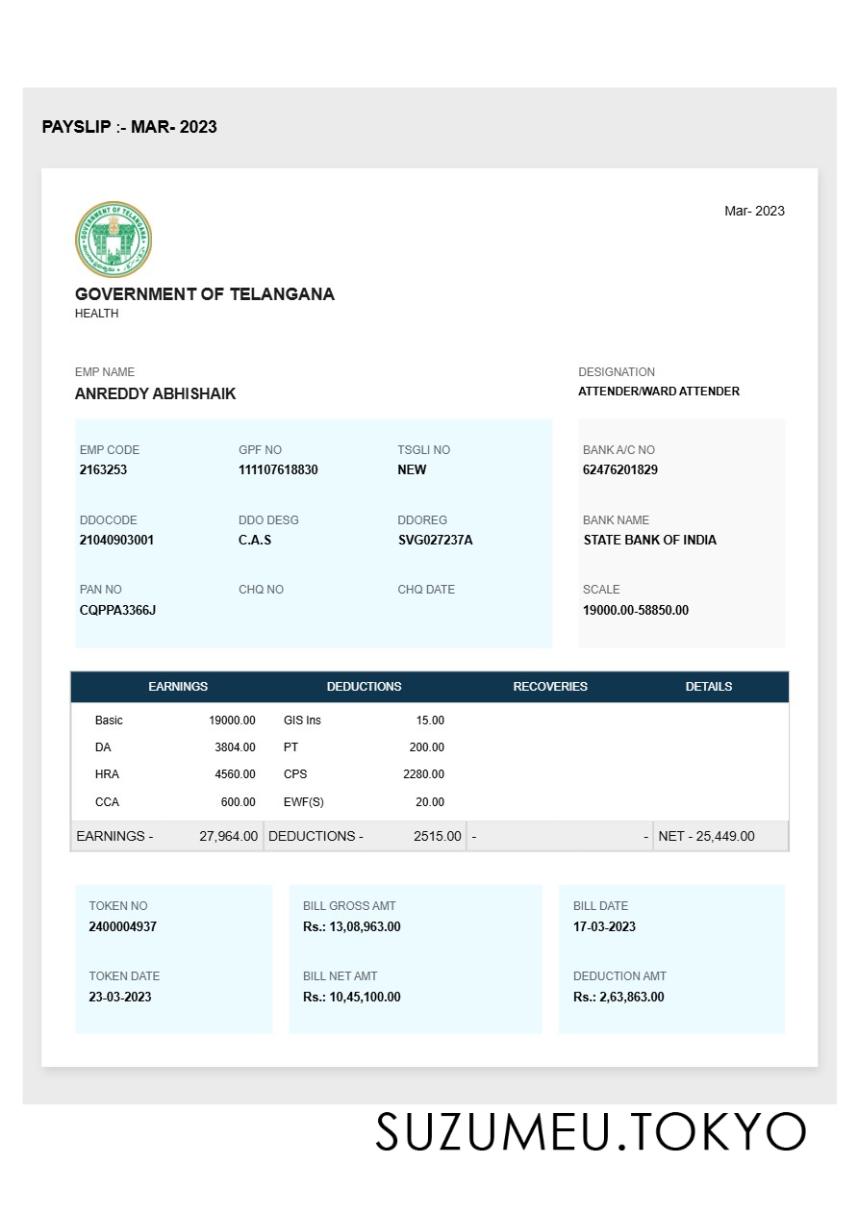 PAYSLIP :- MAR- 2023
Mar- 2023
GOVERNMENT OF TELANGANA
GOVERNMENT OF TELANGANA
HEALTH
EMP NAME DESIGNATION
ANREDDY ABHISHAIK ATTENDER/WARD ATTENDER
EMP CODE GPF NO TSGLI NO BANK A/C NO
2163253 111107618830 NEW 62476201829
DDOCODE DDO DESG DDOREG BANK NAME
21040903001 C.A.S SVG027237A STATE BANK OF INDIA
PAN NO CHQ NO CHQ DATE SCALE
CQPPA3366J 19000.00-58850.00
EARNINGS DEDUCTIONS RECOVERIES DETAILS
Basic 19000.00 GIS Ins 15.00
DA 3804.00 PT 200.00
HRA 4560.00 CPS 2280.00
CCA 600.00 EWF(S) 20.00
EARNINGS - 27,964.00 DEDUCTIONS - 2515.00 - - NET - 25,449.00
TOKEN NO BILL GROSS AMT BILL DATE
2400004937 Rs.: 13,08,963.00 17-03-2023
TOKEN DATE BILL NET AMT DEDUCTION AMT
23-03-2023 Rs.: 10,45,100.00 Rs.: 2,63,863.00
SUZUMEU.TOKYO